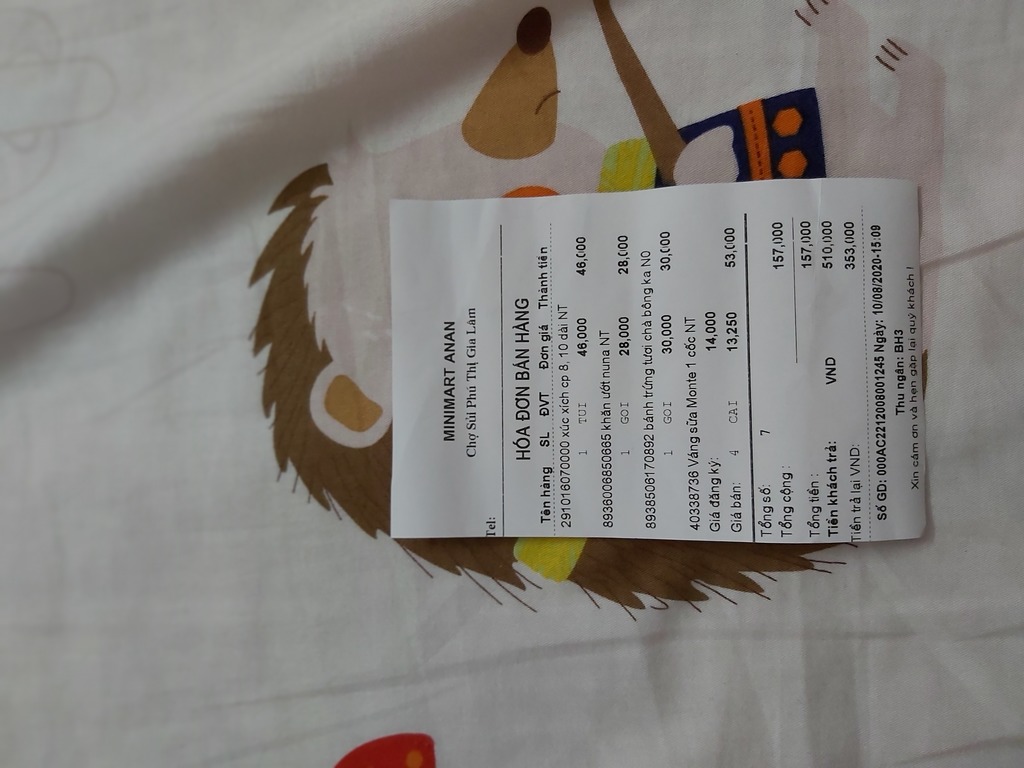 MINIMART ANAN
Chợ Sủi Phú Thị Gia Lâm
Tel:
HÓA ĐƠN BÁN HÀNG
Tên hàng SL ĐVT Đơn giá Thành tiền
291016070000 xúc xích cp 8, 10 dài NT
1 TUI 46,000 46,000
8938006850665 khăn ướt nuna NT
1 GOI 28,000 28,000
8938506170892 bánh trứng tươi chà bông ka N0
1 GOI 30,000 30,000
40338736 Váng sữa Monte 1 cốc NT
Giá đăng ký: 14,000
Giá bán: 4 CAI 13,250 53,000
Tổng số: 7
Tổng cộng : 157,000
Tổng tiền : 157,000
Tiền khách trả: VND 510,000
Tiền trả lại VND: 353,000
Số GD: 000AC2212008001245 Ngày: 10/08/2020-15:09
Thu ngân: BH3
Xin cảm ơn và hẹn gặp lại quý khách !